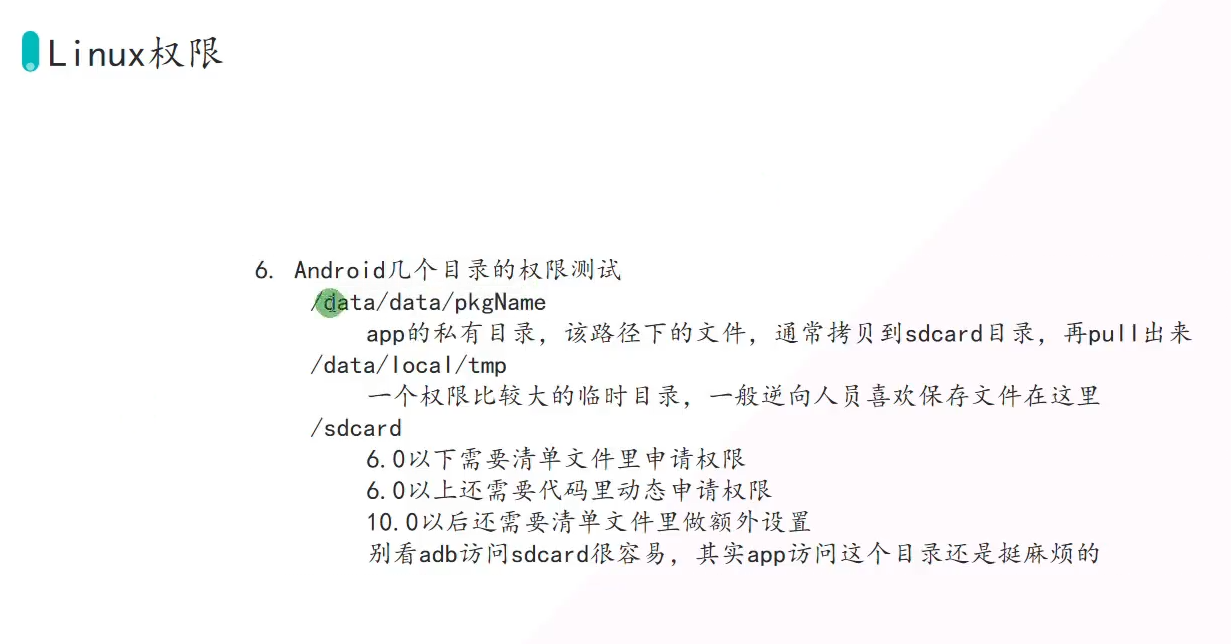 Linux权限
6. Android几个目录的权限测试
/data/data/pkgName
app的私有目录，该路径下的文件，通常拷贝到sdcard目录，再pull出来
/data/local/tmp
一个权限比较大的临时目录，一般逆向人员喜欢保存文件在这里
/sdcard
6.0以下需要清单文件里申请权限
6.0以上还需要代码里动态申请权限
10.0以后还需要清单文件里做额外设置
别看adb访问sdcard很容易，其实app访问这个目录还是挺麻烦的